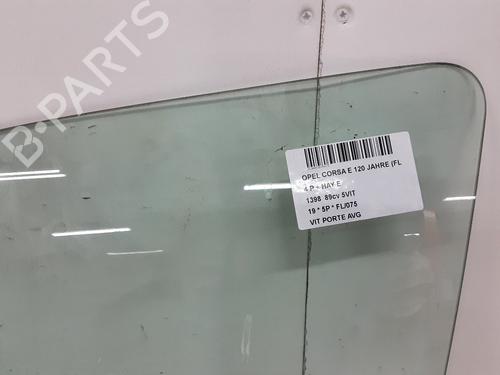 B-PARTS
OPEL CORSA E 120 JAHRE (FL
4 P + HAY E
1398 89cv 5VIT
19 * 5P * FLJ075
VIT PORTE AVG